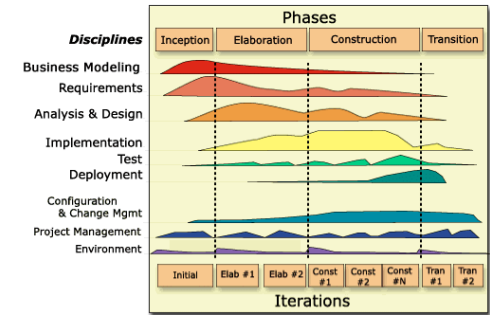 Phases
Disciplines
Inception
Elaboration
Construction
Transition
Business Modeling
Requirements
Analysis & Design
Implementation
Test
Deployment
Configuration
& Change Mgmt
Project Management
Environment
Initial
Elab #1
Elab #2
Const
#1
Const
#2
Const
#N
Tran
#1
Tran
#2
Iterations